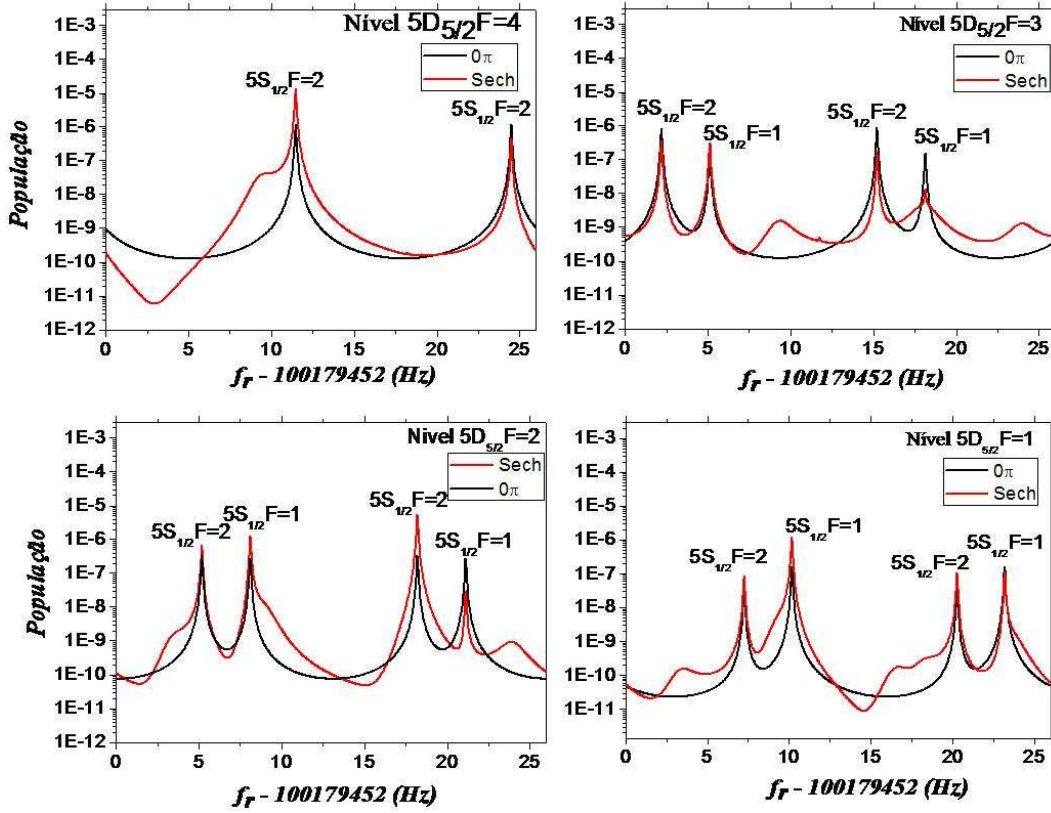 Nível 5D5/2F=4
0π
Sech
5S1/2F=2
5S1/2F=2
População
1E-3
1E-4
1E-5
1E-6
1E-7
1E-8
1E-9
1E-10
1E-11
1E-12
0 5 10 15 20 25
fr - 100179452 (Hz)
Nível 5D5/2F=3
0π
Sech
5S1/2F=2
5S1/2F=1
5S1/2F=2
5S1/2F=1
1E-3
1E-4
1E-5
1E-6
1E-7
1E-8
1E-9
1E-10
1E-11
1E-12
0 5 10 15 20 25
fr - 100179452 (Hz)
Nível 5D5/2F=2
Sech
0π
5S1/2F=2
5S1/2F=1
5S1/2F=2
5S1/2F=1
População
1E-3
1E-4
1E-5
1E-6
1E-7
1E-8
1E-9
1E-10
1E-11
1E-12
0 5 10 15 20 25
fr - 100179452 (Hz)
Nível 5D5/2F=1
0π
Sech
5S1/2F=2
5S1/2F=1
5S1/2F=2
5S1/2F=1
1E-3
1E-4
1E-5
1E-6
1E-7
1E-8
1E-9
1E-10
1E-11
0 5 10 15 20 25
fr - 100179452 (Hz)